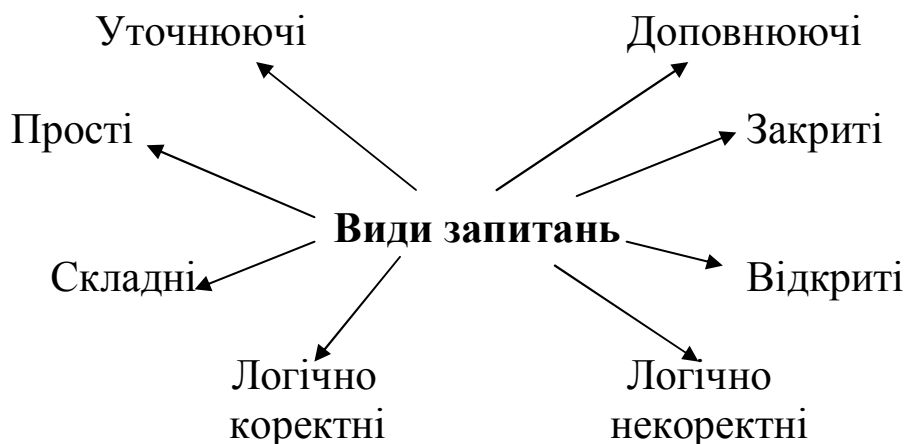 Уточнюючі
Доповнюючі
Прості
Закриті
Види запитань
Складні
Відкриті
Логічно
коректні
Логічно
некоректні